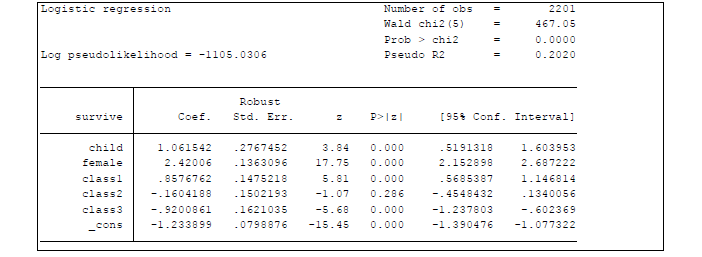 Logistic regression Number of obs = 2201
Wald chi2(5) = 467.05
Prob > chi2 = 0.0000
Log pseudolikelihood = -1105.0306 Pseudo R2 = 0.2020
Robust
survive Coef. Std. Err. z P>|z| [95% Conf. Interval]
child 1.061542 .2767452 3.84 0.000 .5191318 1.603953
female 2.42006 .1363096 17.75 0.000 2.152898 2.687222
class1 .8576762 .1475218 5.81 0.000 .5685387 1.146814
class2 -.1604188 .1502193 -1.07 0.286 -.4548432 .1340056
class3 -.9200861 .1621035 -5.68 0.000 -1.237803 -.602369
_cons -1.233899 .0798876 -15.45 0.000 -1.390476 -1.077322